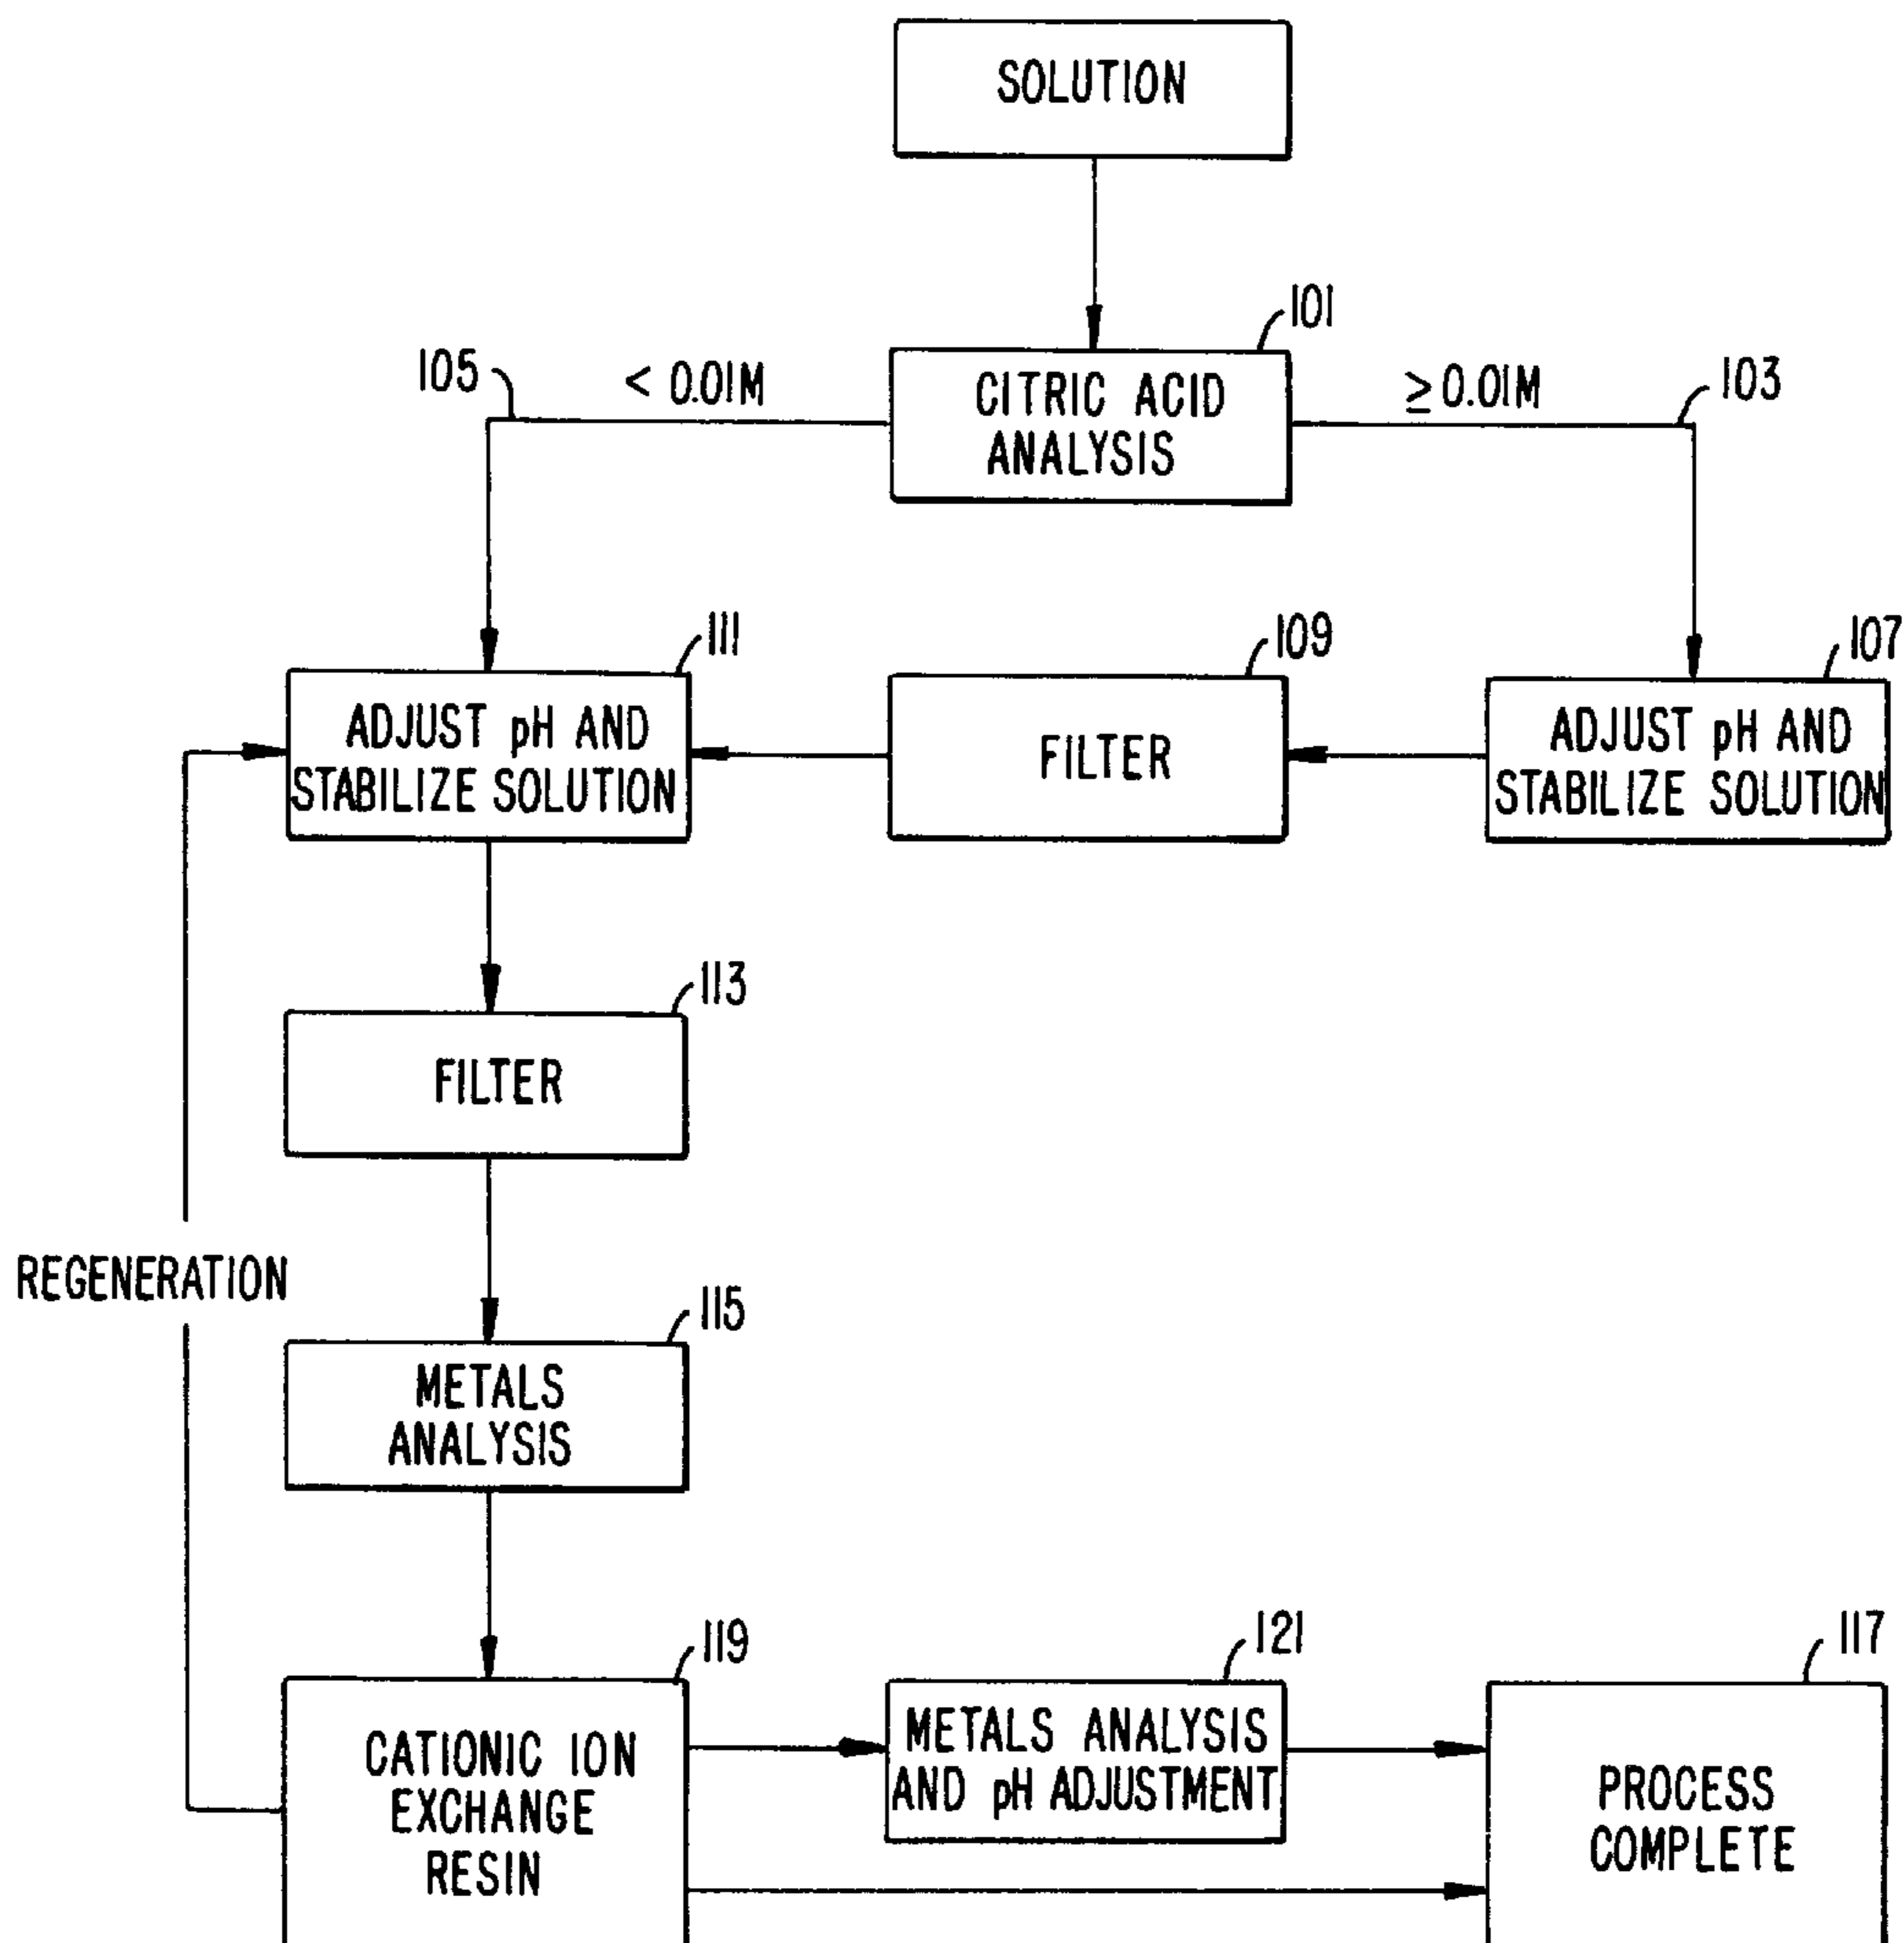 SOLUTION
101
105
< 0.01M
CITRIC ACID
ANALYSIS
≥ 0.01M
103
111
109
107
ADJUST pH AND
STABILIZE SOLUTION
FILTER
ADJUST pH AND
STABILIZE SOLUTION
113
FILTER
REGENERATION
115
METALS
ANALYSIS
119
121
117
CATIONIC ION
EXCHANGE
RESIN
METALS ANALYSIS
AND pH ADJUSTMENT
PROCESS
COMPLETE